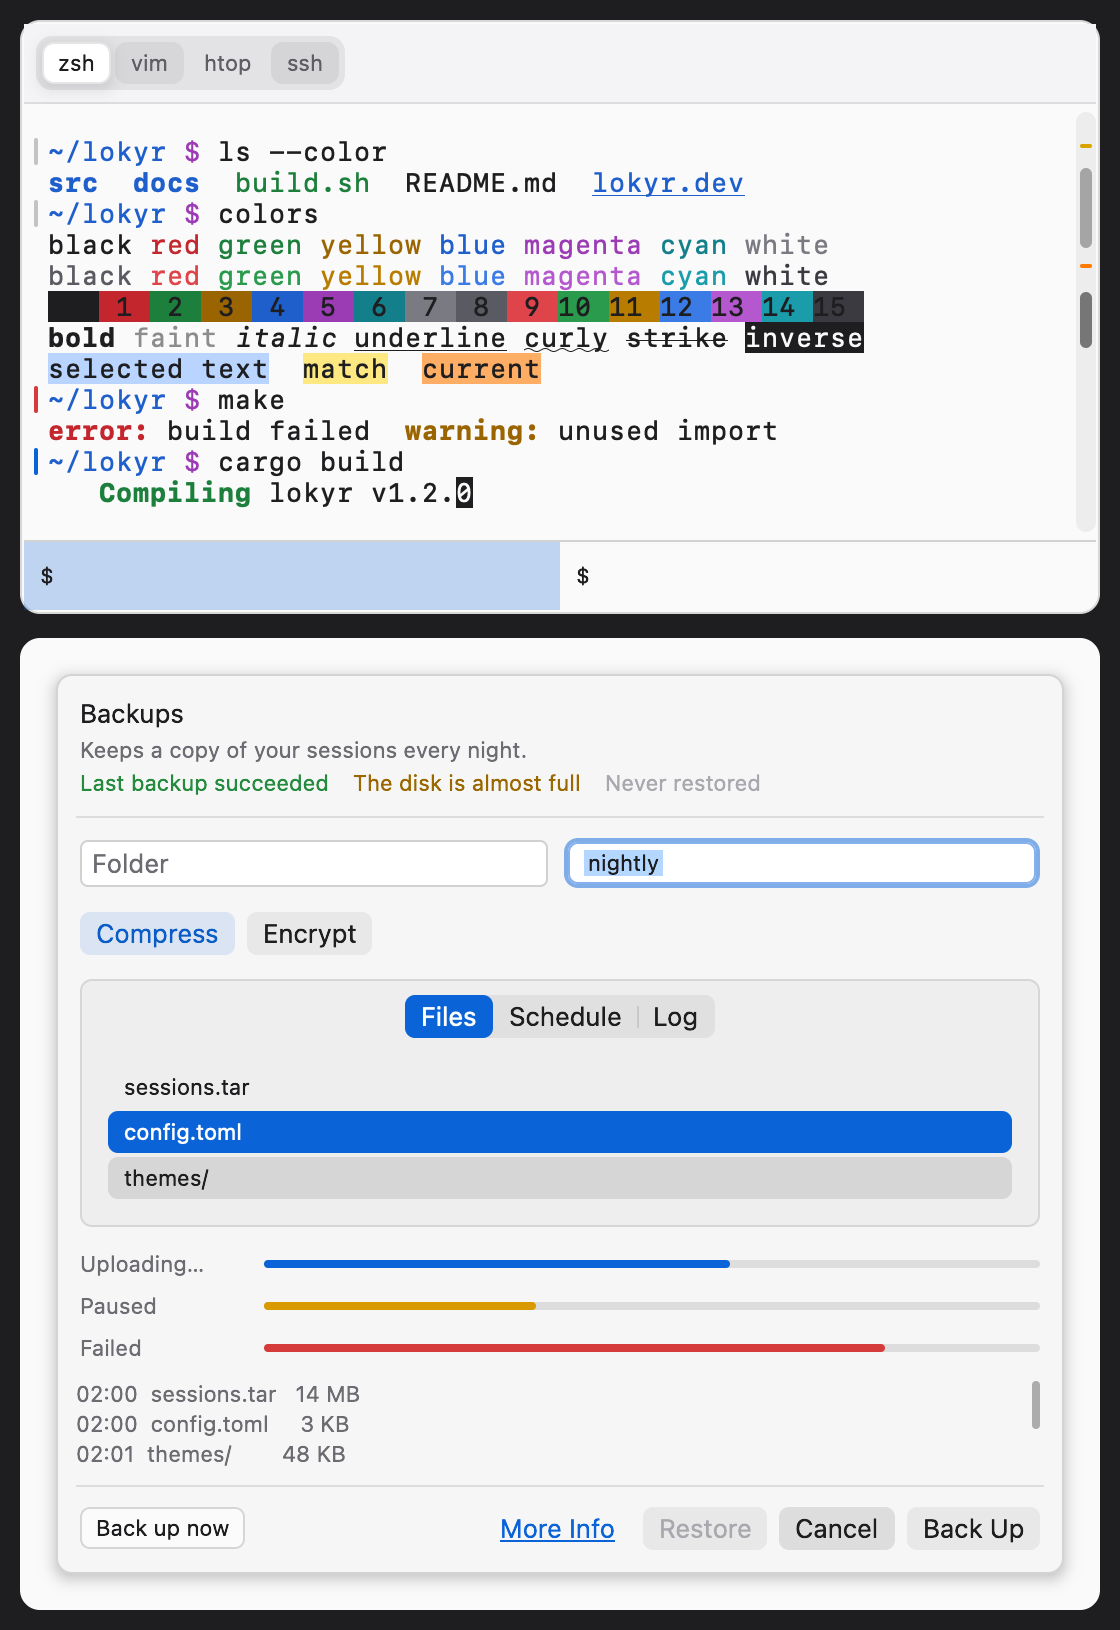 zsh vim htop ssh
~/lokyr $ ls --color
src docs build.sh README.md lokyr.dev
~/lokyr $ colors
black red green yellow blue magenta cyan white
black red green yellow blue magenta cyan white
1 2 3 4 5 6 7 8 9 10 11 12 13 14 15
bold faint italic underline curly strike inverse
selected text match current
~/lokyr $ make
error: build failed warning: unused import
~/lokyr $ cargo build
Compiling lokyr v1.2.0
$ $
Backups
Keeps a copy of your sessions every night.
Last backup succeeded The disk is almost full Never restored
Folder nightly
Compress Encrypt
Files Schedule Log
sessions.tar
config.toml
themes/
Uploading...
Paused
Failed
02:00 sessions.tar 14 MB
02:00 config.toml 3 KB
02:01 themes/ 48 KB
Back up now More Info Restore Cancel Back Up